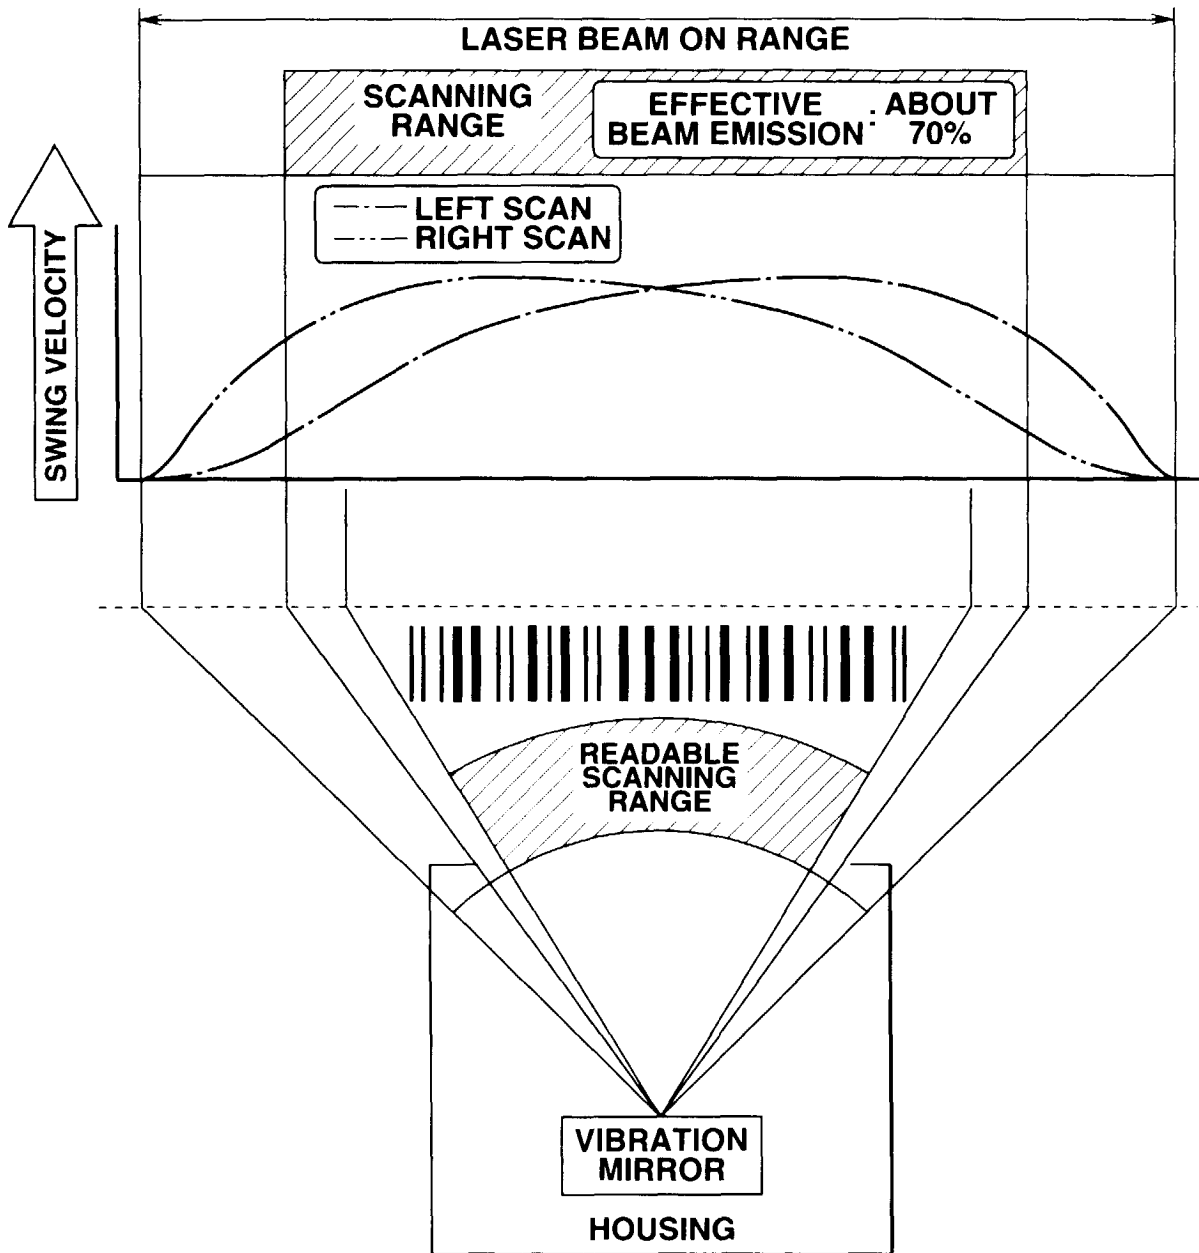 LASER BEAM ON RANGE
SCANNING
RANGE
EFFECTIVE
BEAM EMISSION
:
ABOUT
70%
SWING VELOCITY
LEFT SCAN
RIGHT SCAN
READABLE
SCANNING
RANGE
VIBRATION
MIRROR
HOUSING